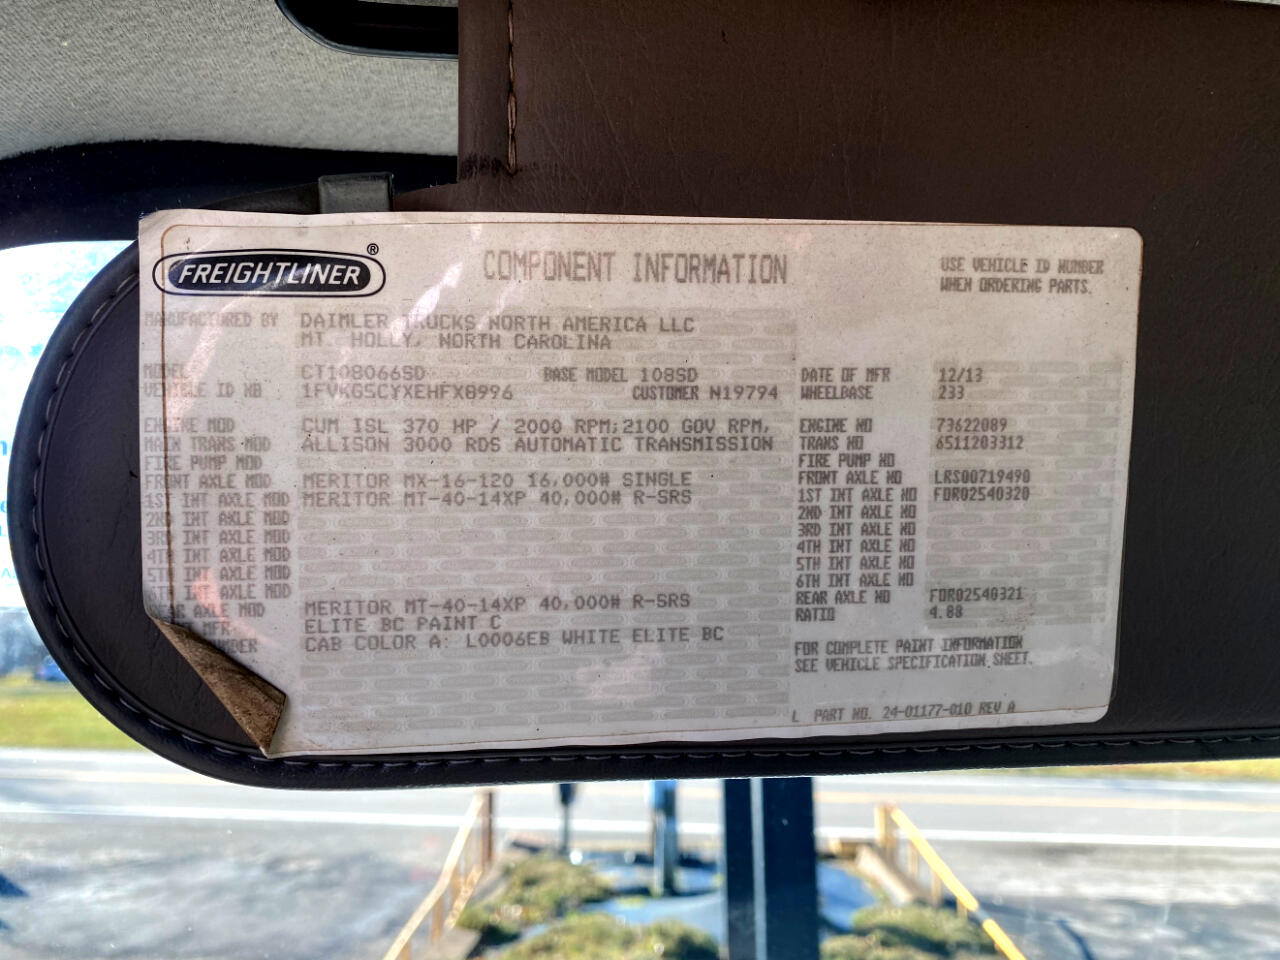 FREIGHTLINER®
COMPONENT INFORMATION
USE VEHICLE ID NUMBER
WHEN ORDERING PARTS.
MANUFACTURED BY DAIMLER TRUCKS NORTH AMERICA LLC
MT. HOLLY, NORTH CAROLINA
MODEL CT108066SD BASE MODEL 108SD DATE OF MFR 12/13
VEHICLE ID NB 1FVKG5CYXEHFX8996 CUSTOMER N19794 WHEELBASE 233
ENGINE MOD CUM ISL 370 HP / 2000 RPM;2100 GOV RPM, ENGINE NO 73622089
MAIN TRANS MOD ALLISON 3000 RDS AUTOMATIC TRANSMISSION TRANS NO 6511203312
FIRE PUMP MOD FIRE PUMP NO
FRONT AXLE MOD MERITOR MX-16-120 16,000# SINGLE FRONT AXLE NO LRS00719490
1ST INT AXLE MOD MERITOR MT-40-14XP 40,000# R-SRS 1ST INT AXLE NO FDR02540320
2ND INT AXLE MOD 2ND INT AXLE NO
3RD INT AXLE MOD 3RD INT AXLE NO
4TH INT AXLE MOD 4TH INT AXLE NO
5TH INT AXLE MOD 5TH INT AXLE NO
6TH INT AXLE MOD 6TH INT AXLE NO
REAR AXLE MOD MERITOR MT-40-14XP 40,000# R-SRS REAR AXLE NO FDR02540321
MFR ELITE BC PAINT C RATIO 4.88
CAB COLOR A: L0006EB WHITE ELITE BC
FOR COMPLETE PAINT INFORMATION
SEE VEHICLE SPECIFICATION SHEET.
L PART NO. 24-01177-010 REV A